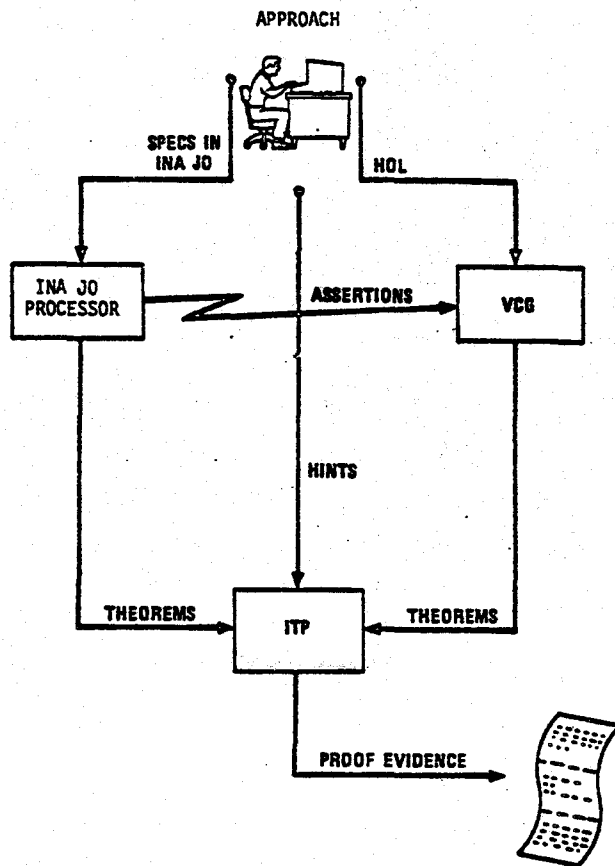 APPROACH
SPECS IN
INA JO
HOL
INA JO
PROCESSOR
ASSERTIONS
VCG
HINTS
THEOREMS
ITP
THEOREMS
PROOF EVIDENCE